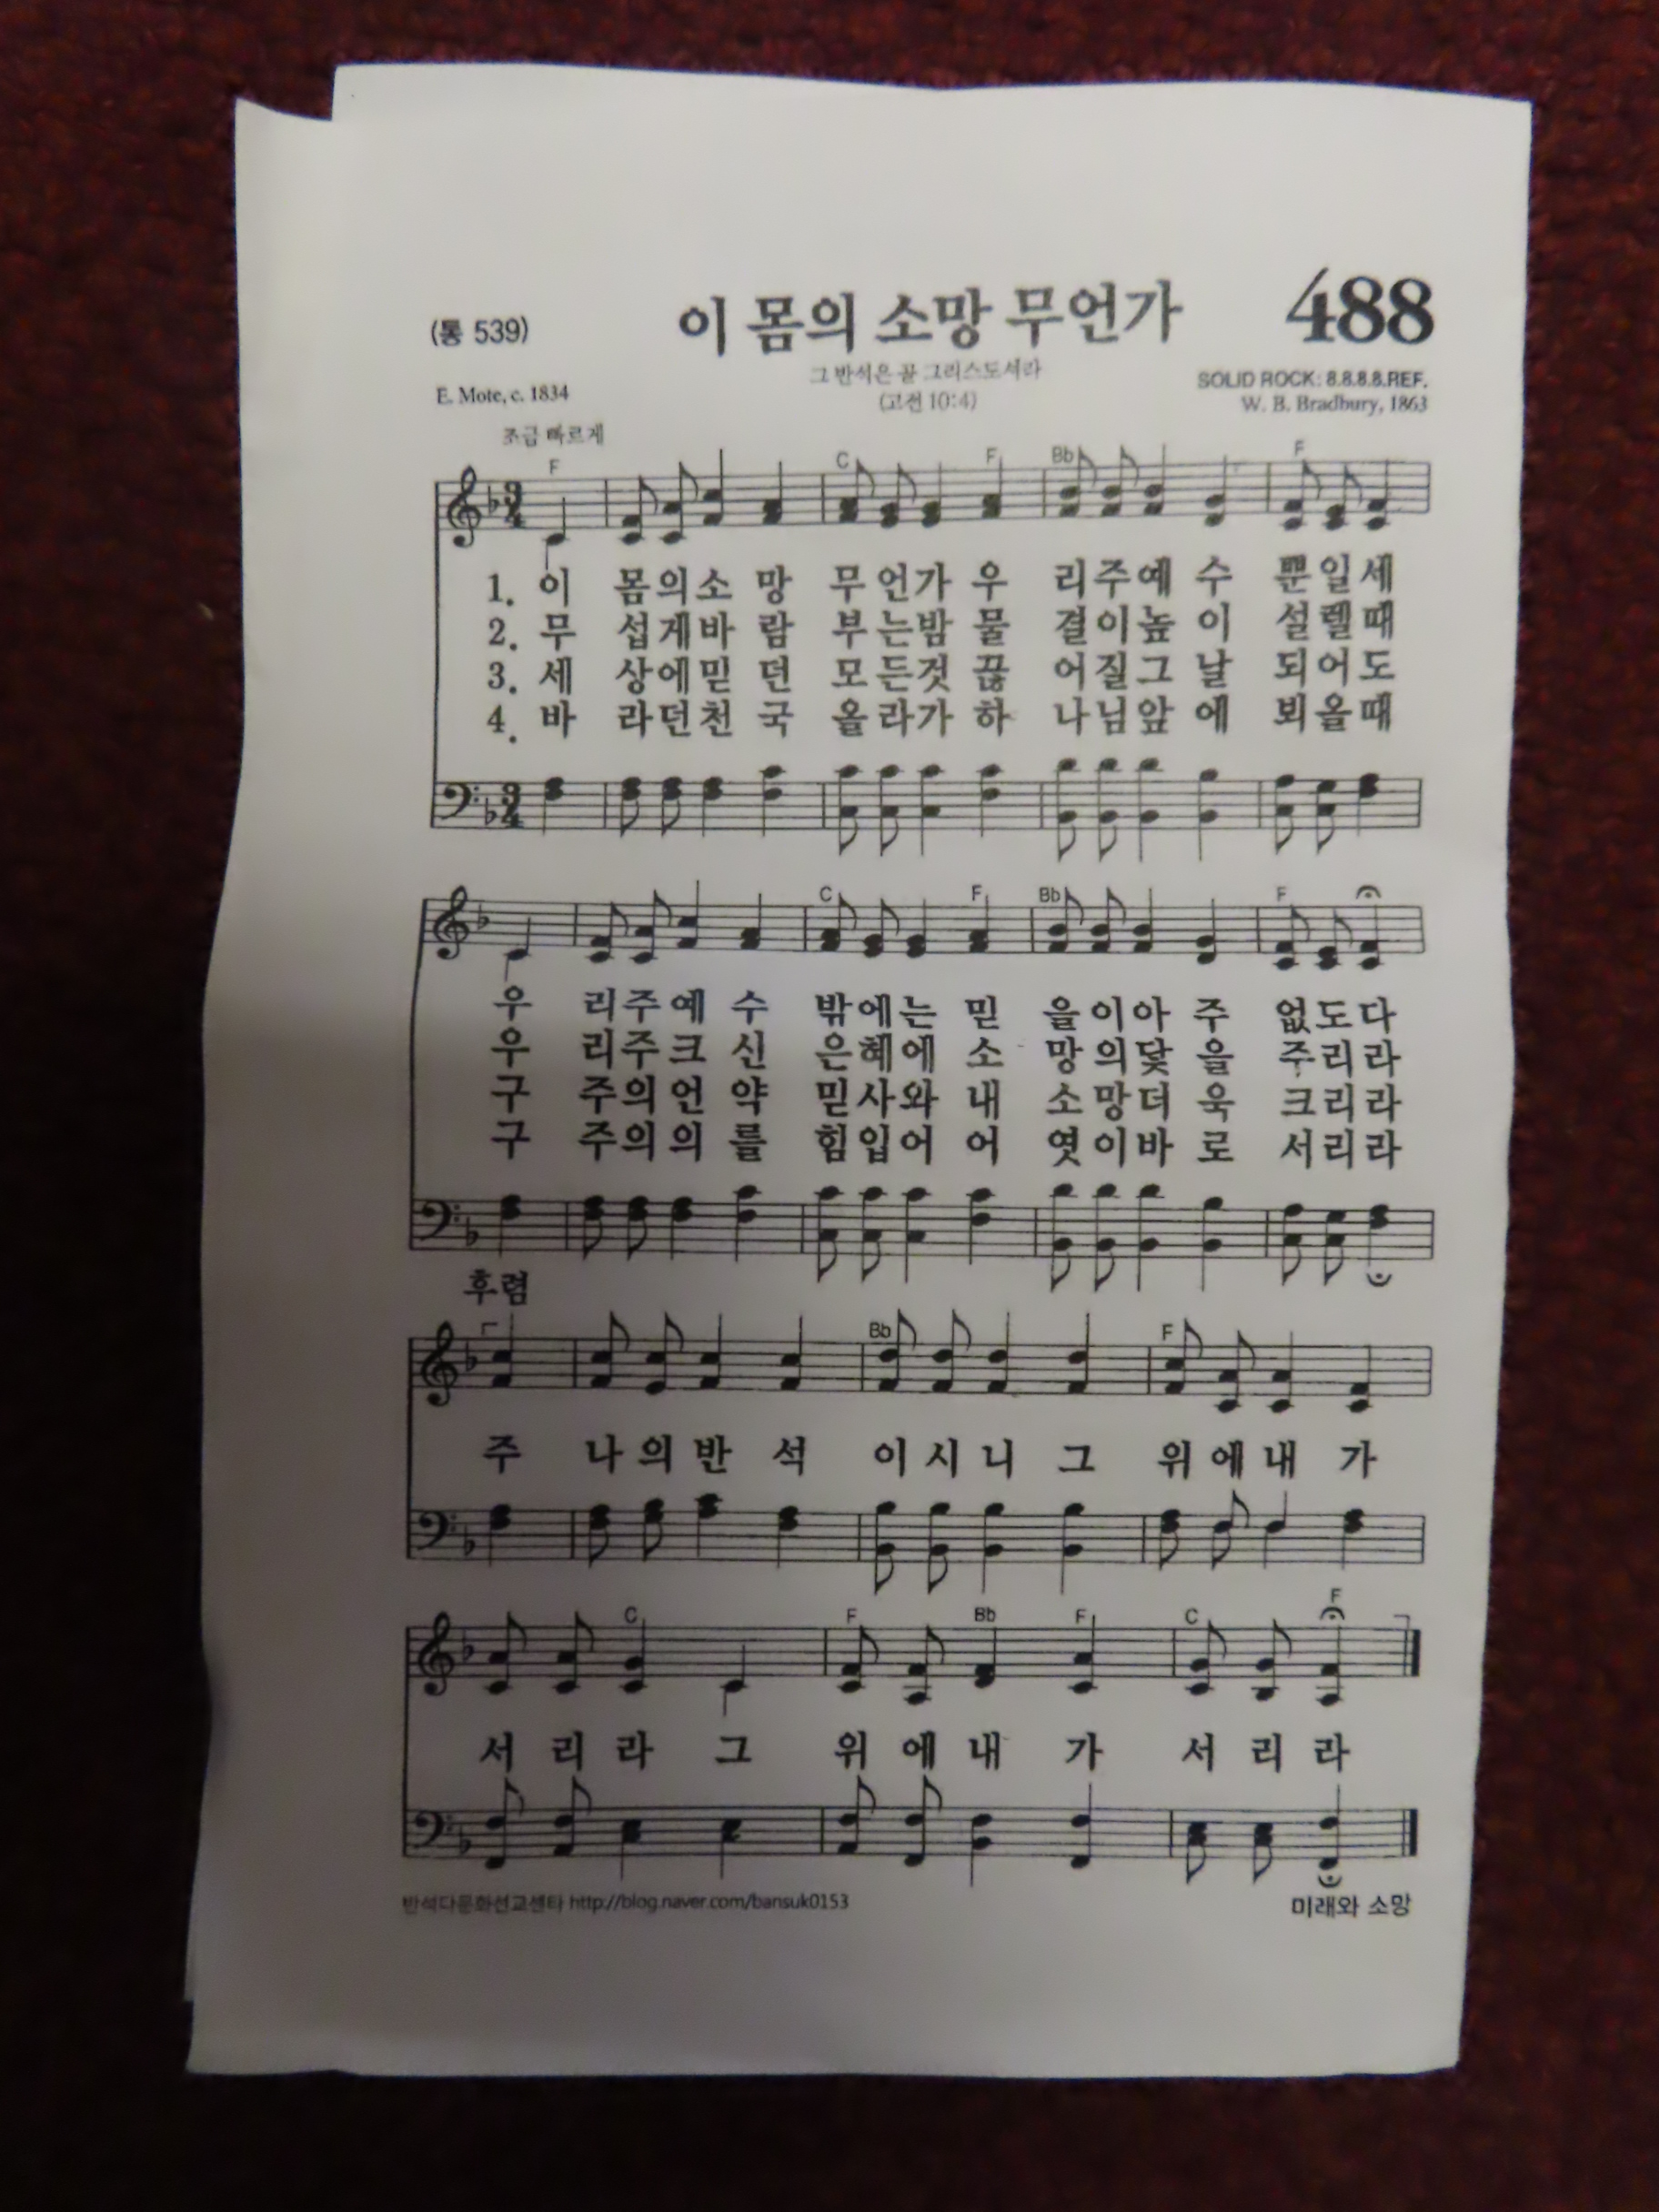 (통 539)
이 몸의 소망 무언가
488
그 반석은 곧 그리스도시라
(고전 10:4)
E. Mote, c. 1834
SOLID ROCK: 8.8.8.8.REF.
W. B. Bradbury, 1863
조금 빠르게
F C F Bb F
1. 이 몸의소 망 무언가 우 리주예 수 뿐일세
2. 무 섭게바 람 부는밤 물 결이높 이 설렐때
3. 세 상에믿 던 모든것 끊 어질그 날 되어도
4. 바 라던천 국 올라가 하 나님앞 에 뵈올때
C F Bb F
우 리주예 수 밖에는 믿 을이아 주 없도다
우 리주크 신 은혜에 소 망의닻 을 주리라
구 주의언 약 믿사와 내 소망더 욱 크리라
구 주의의 를 힘입어 어 엿이바 로 서리라
후렴
Bb F
주 나의반 석 이시니 그 위에내 가
C F Bb F C F
서리라 그 위에내 가 서리라
반석다문화선교센타 http://blog.naver.com/bansuk0153
미래와 소망